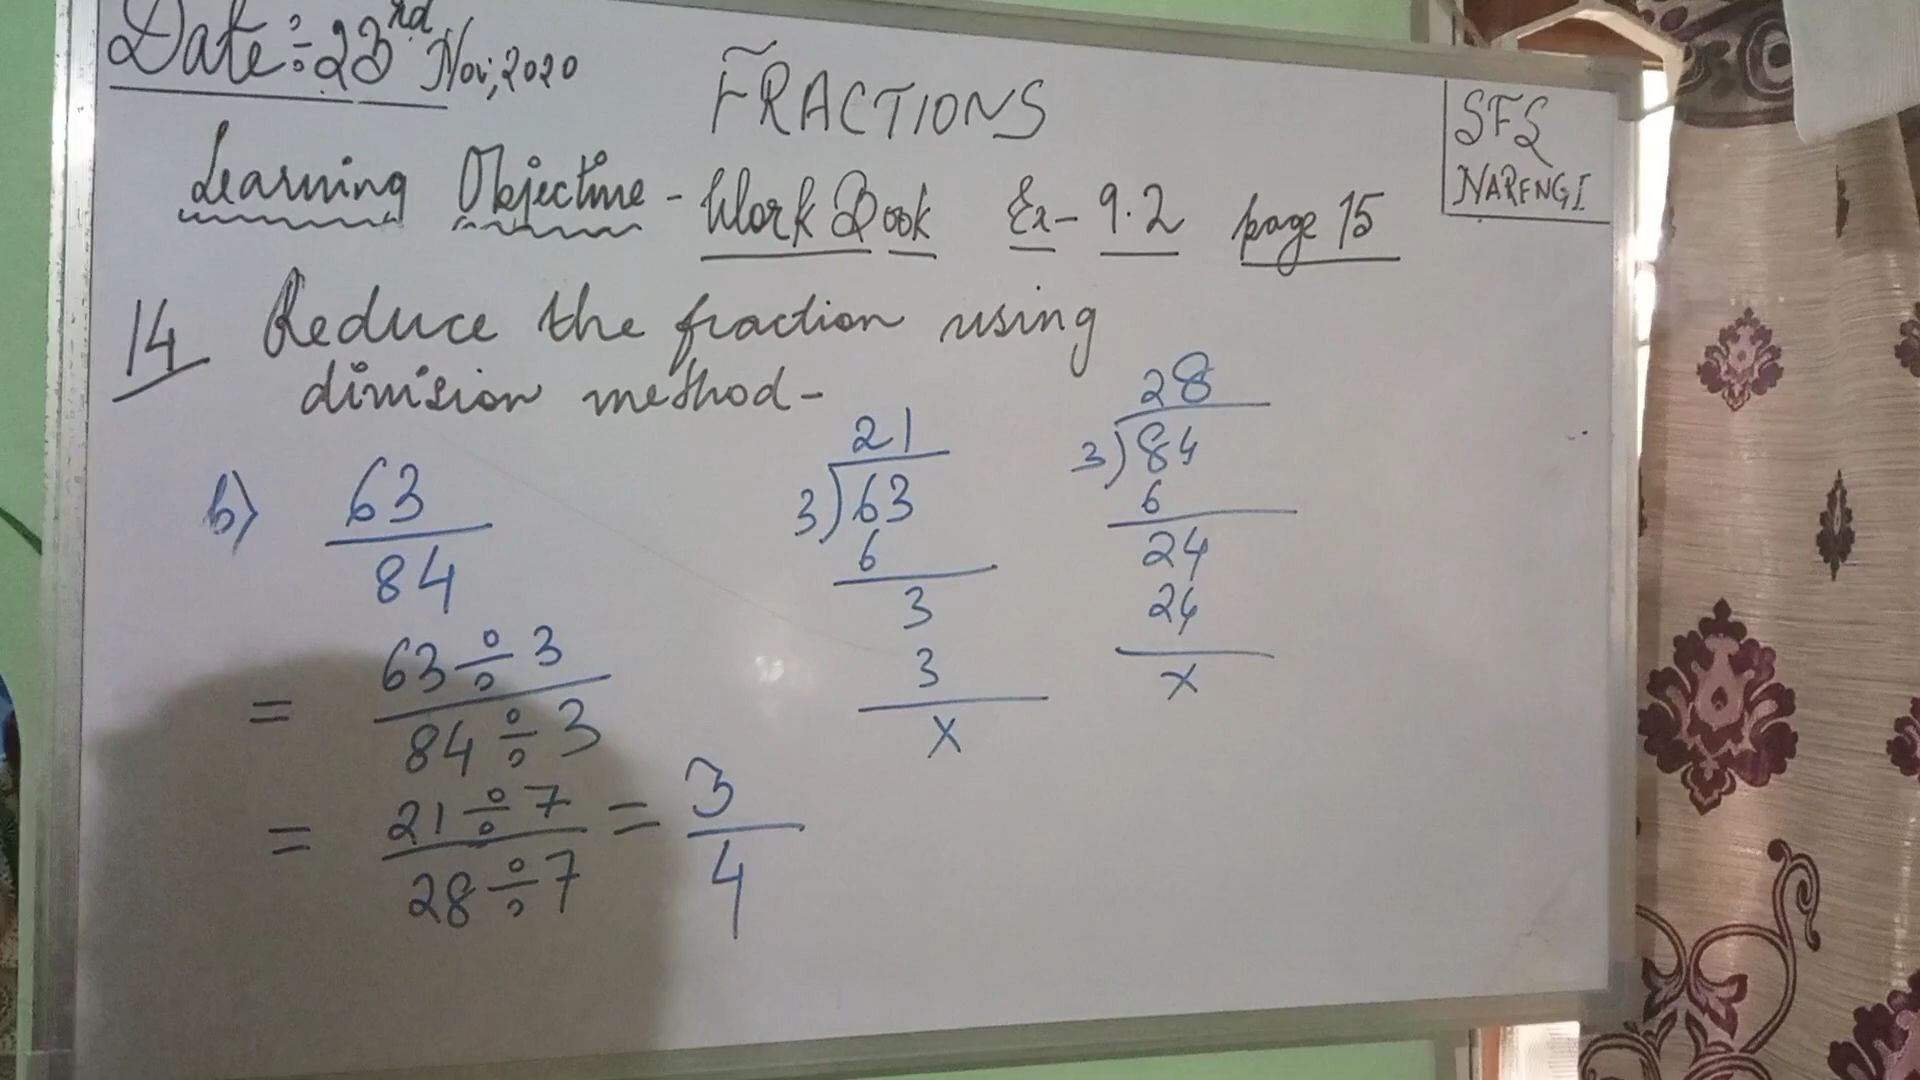 Date:- 23rd Nov, 2020
FRACTIONS
SFS
NARENGI
Learning Objective - Work Book Ex- 9.2 page 15
14 Reduce the fraction using
division method-
b) 63
84
= 63 ÷ 3
84 ÷ 3
= 21 ÷ 7 = 3
28 ÷ 7 4
21
3)63
6
3
3
x
28
3)84
6
24
24
x